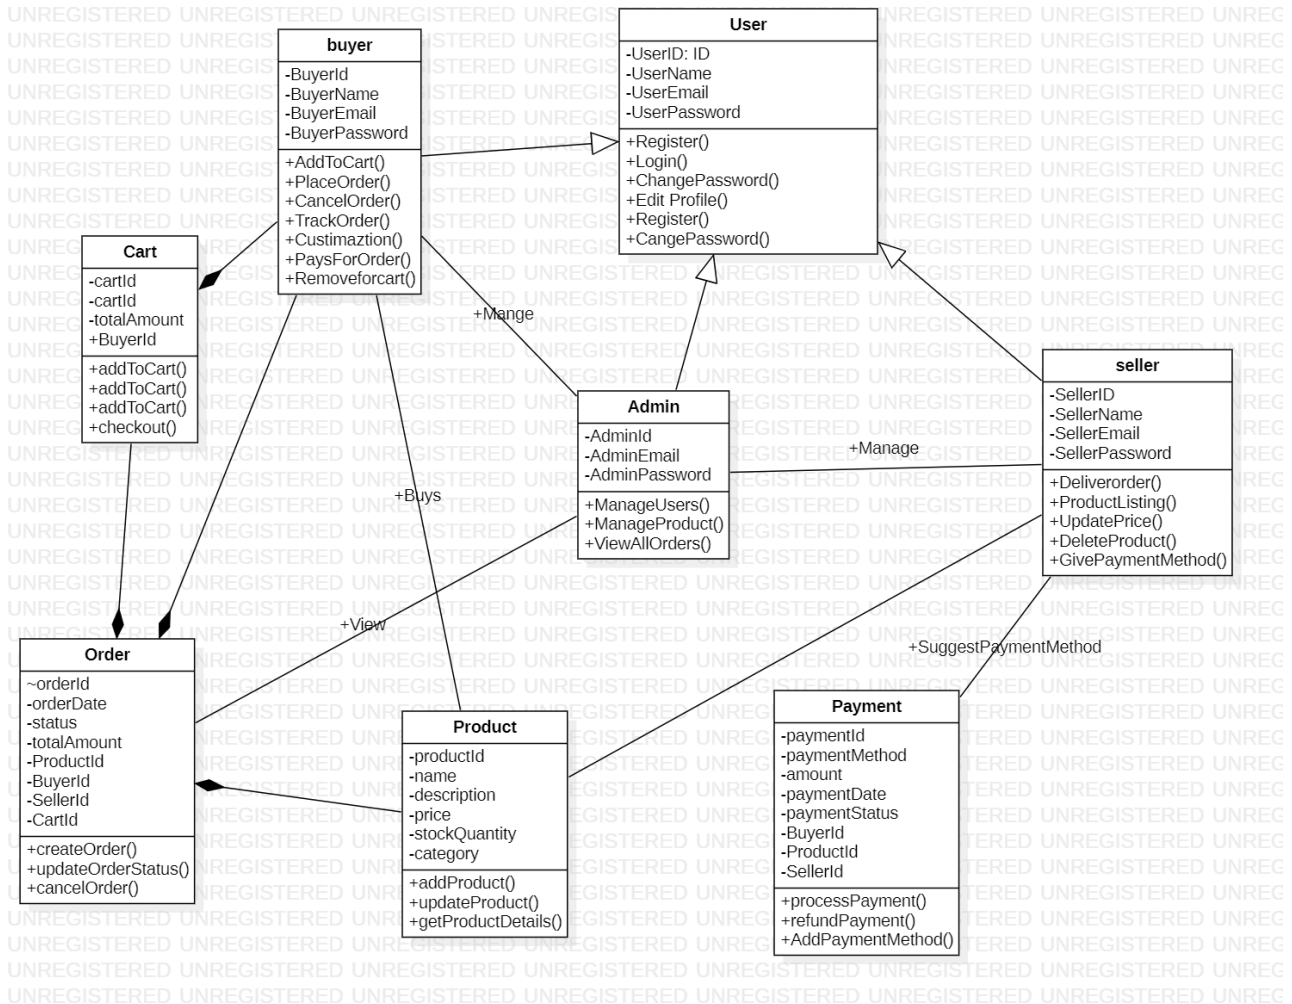 buyer
-BuyerId
-BuyerName
-BuyerEmail
-BuyerPassword
+AddToCart()
+PlaceOrder()
+CancelOrder()
+TrackOrder()
+Custimaztion()
+PaysForOrder()
+Removeforcart()
User
-UserID: ID
-UserName
-UserEmail
-UserPassword
+Register()
+Login()
+ChangePassword()
+Edit Profile()
+Register()
+CangePassword()
Cart
-cartId
-cartId
-totalAmount
+BuyerId
+addToCart()
+addToCart()
+addToCart()
+checkout()
+Mange
Admin
-AdminId
-AdminEmail
-AdminPassword
+ManageUsers()
+ManageProduct()
+ViewAllOrders()
+Manage
seller
-SellerID
-SellerName
-SellerEmail
-SellerPassword
+Deliverorder()
+ProductListing()
+UpdatePrice()
+DeleteProduct()
+GivePaymentMethod()
+Buys
+View
+SuggestPaymentMethod
Order
~orderId
-orderDate
-status
-totalAmount
-ProductId
-BuyerId
-SellerId
-CartId
+createOrder()
+updateOrderStatus()
+cancelOrder()
Product
-productId
-name
-description
-price
-stockQuantity
-category
+addProduct()
+updateProduct()
+getProductDetails()
Payment
-paymentId
-paymentMethod
-amount
-paymentDate
-paymentStatus
-BuyerId
-ProductId
-SellerId
+processPayment()
+refundPayment()
+AddPaymentMethod()
UNREGISTERED